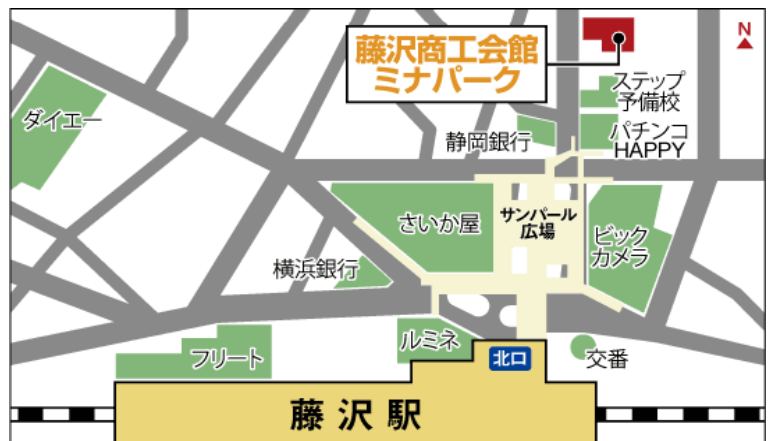 藤沢商工会館
ミナパーク
N
ステップ
予備校
ダイエー
静岡銀行
パチンコ
HAPPY
さいか屋
サンパール
広場
ビック
カメラ
横浜銀行
フリート
ルミネ
北口
交番
藤沢駅